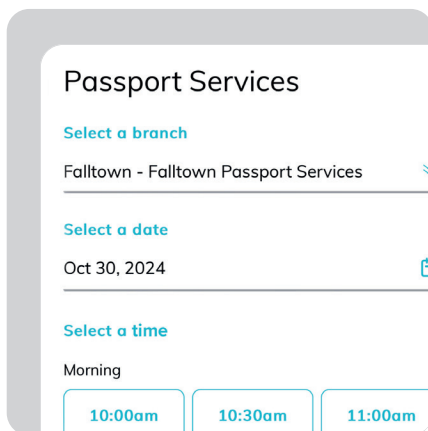 Passport Services
Select a branch
Falltown - Falltown Passport Services
Select a date
Oct 30, 2024
Select a time
Morning
10:00am 10:30am 11:00am